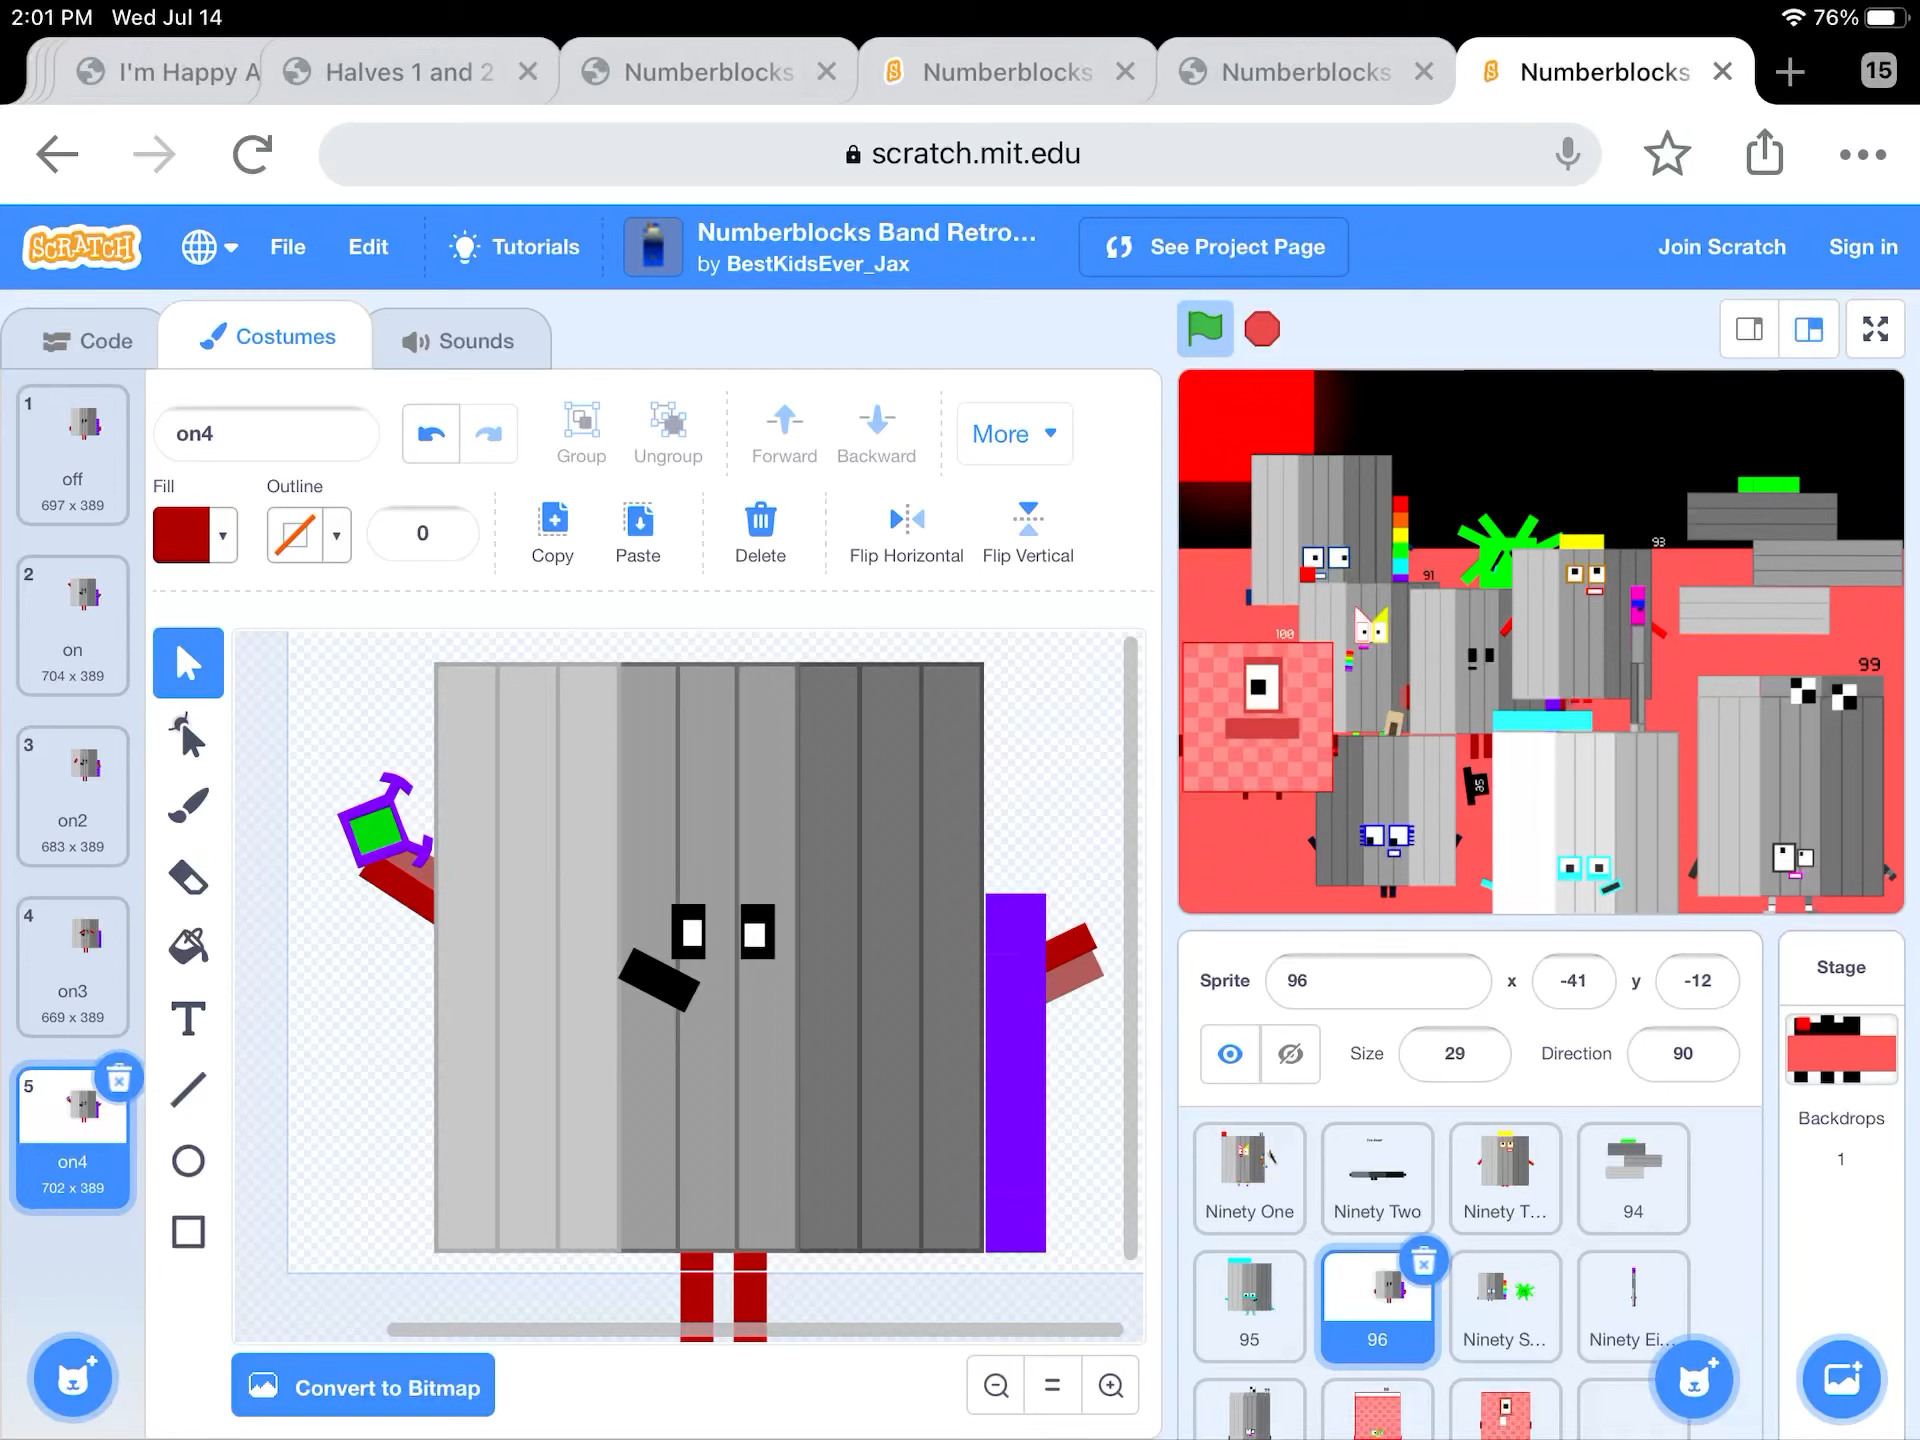 2:01 PM Wed Jul 14
76%
I'm Happy A
Halves 1 and 2
Numberblocks
Numberblocks
Numberblocks
Numberblocks
15
scratch.mit.edu
SCRATCH
File
Edit
Tutorials
Numberblocks Band Retro...
by BestKidsEver_Jax
See Project Page
Join Scratch
Sign in
Code
Costumes
Sounds
1
off
697 x 389
2
on
704 x 389
3
on2
683 x 389
4
on3
669 x 389
5
on4
702 x 389
on4
Group
Ungroup
Forward
Backward
More
Fill
Outline
0
Copy
Paste
Delete
Flip Horizontal
Flip Vertical
T
Convert to Bitmap
=
91
93
100
99
Sprite
96
x
-41
y
-12
Size
29
Direction
90
Ninety One
Ninety Two
Ninety T...
94
95
96
Ninety S...
Ninety Ei...
Stage
Backdrops
1